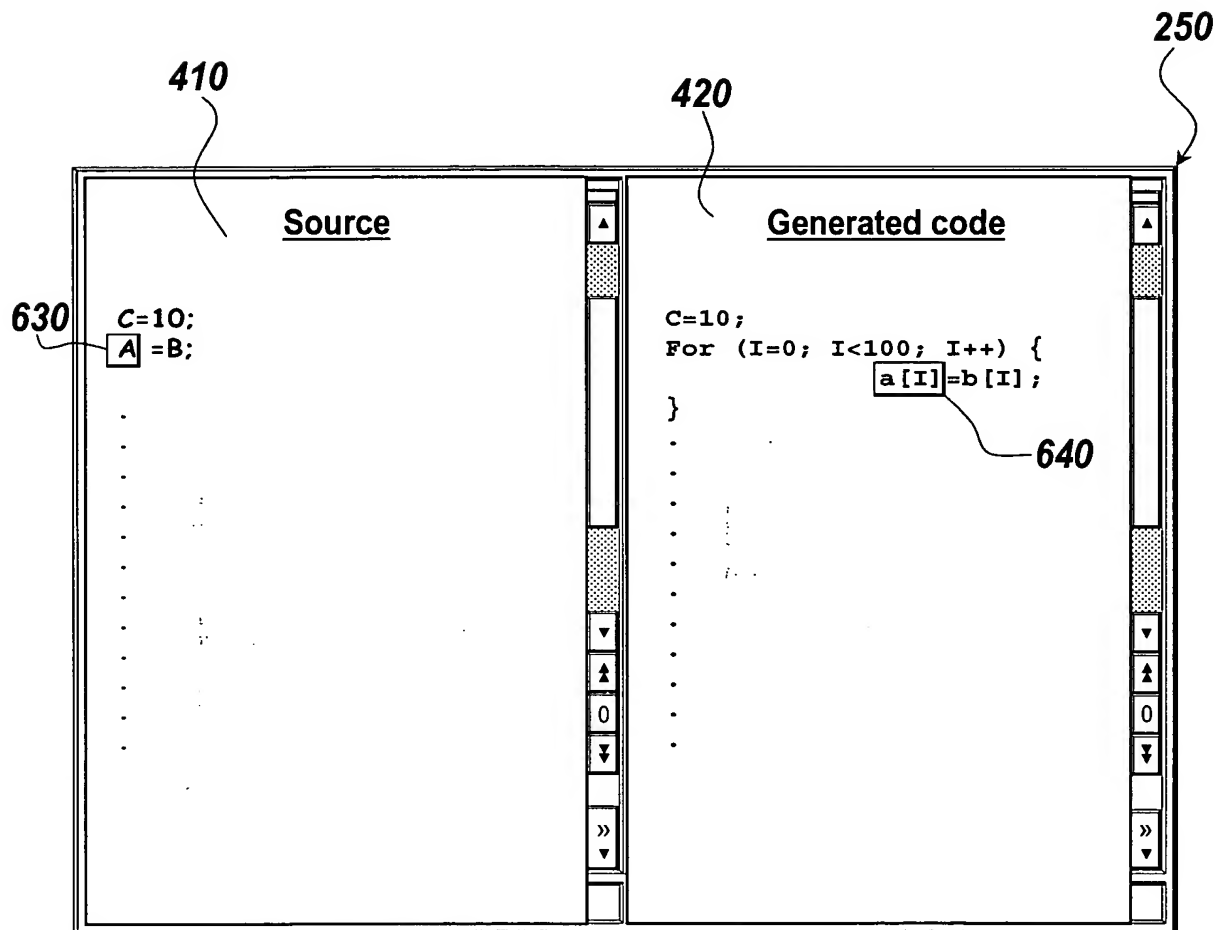 250
410
420
Source
Generated code
630
C=10;
A =B;
C=10;
For (I=0; I<100; I++) {
a[I]=b[I];
}
640
0
0
»
»